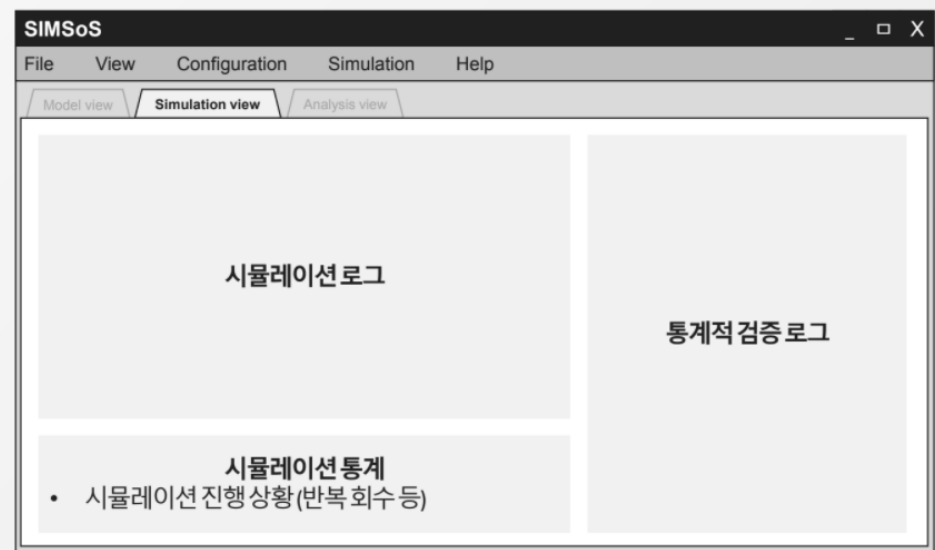 SIMSoS
File View Configuration Simulation Help
Model view Simulation view Analysis view
시뮬레이션 로그
통계적 검증 로그
시뮬레이션 통계
• 시뮬레이션 진행 상황 (반복 회수 등)